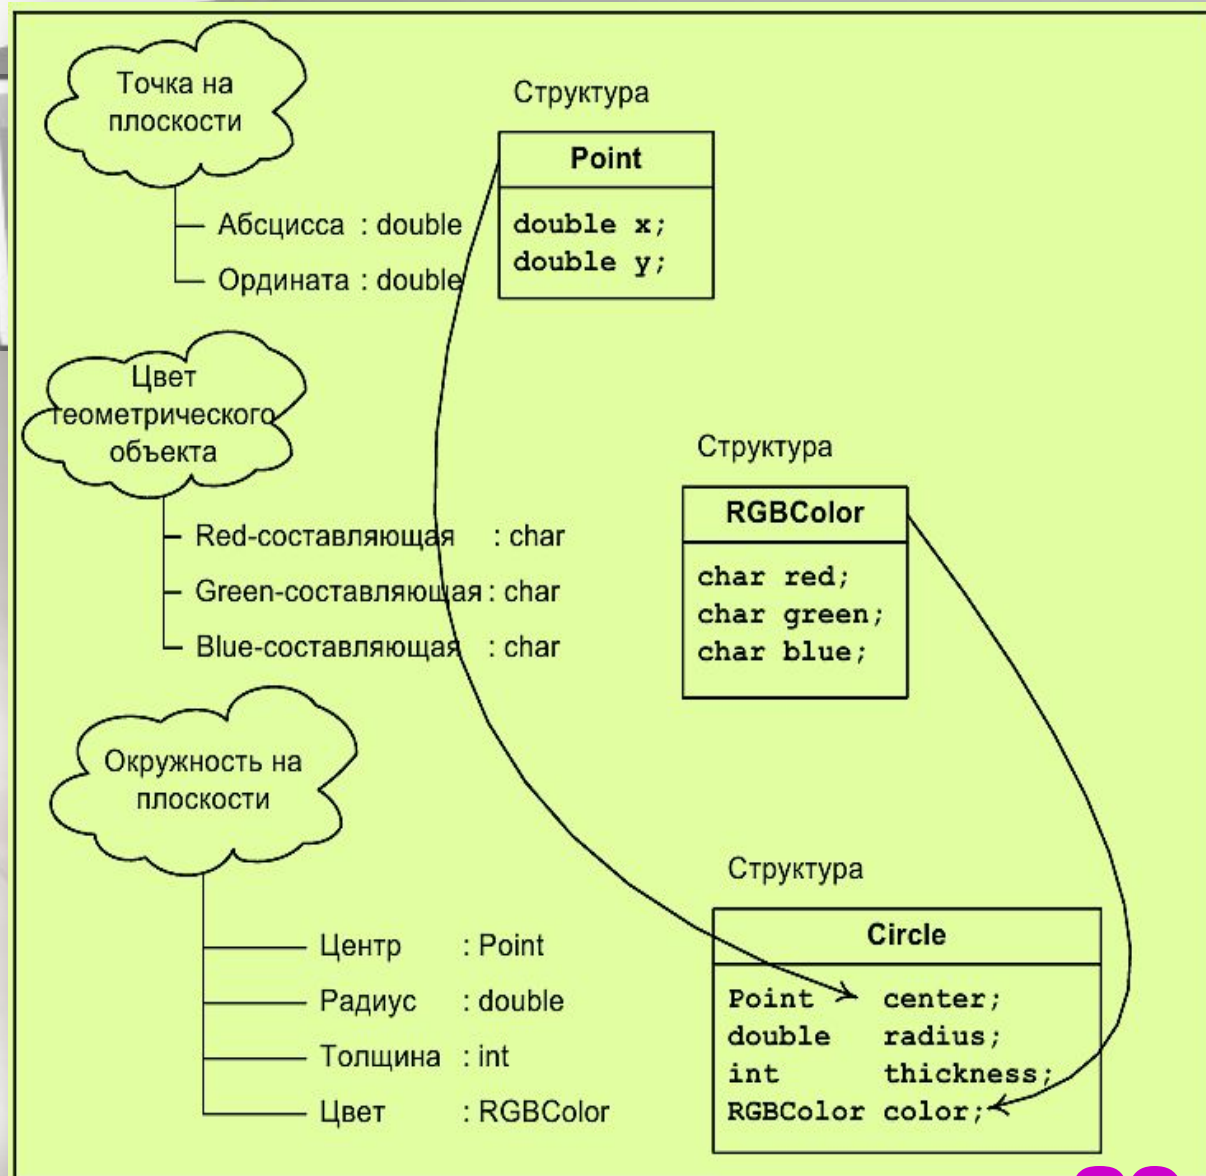 Точка на
плоскости
Абсцисса : double
Ордината : double
Структура
Point
double x;
double y;
Цвет
геометрического
объекта
Red-составляющая : char
Green-составляющая : char
Blue-составляющая : char
Структура
RGBColor
char red;
char green;
char blue;
Окружность на
плоскости
Центр : Point
Радиус : double
Толщина : int
Цвет : RGBColor
Структура
Circle
Point center;
double radius;
int thickness;
RGBColor color;